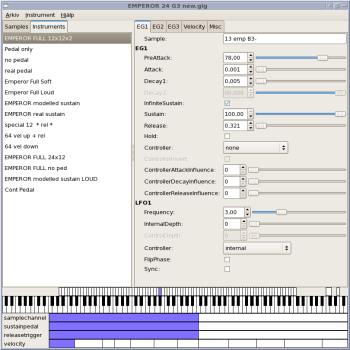 EMPEROR 24 G3 new.gig
Arkiv Instrument Hjälp
Samples Instruments
EMPEROR FULL 12x12x2
Pedal only
no pedal
real pedal
Emperor Full Soft
Emperor Full Loud
EMPEROR modelled sustain
EMPEROR real sustain
special 12 * rel *
64 vel up + rel
64 vel down
EMPEROR FULL 24x12
EMPEROR FULL no ped
EMPEROR modelled sustain LOUD
Cont Pedal
EG1 EG2 EG3 Velocity Misc
Sample: 13 emp B3-
EG1
PreAttack: 78,00
Attack: 0,001
Decay1: 0,005
Decay2:
InfiniteSustain:
Sustain: 100,00
Release: 0,321
Hold:
Controller: none
ControllerInvert:
ControllerAttackInfluence: 0
ControllerDecayInfluence: 0
ControllerReleaseInfluence: 0
LFO1
Frequency: 3,00
InternalDepth: 0
ControlDepth: 0
Controller: internal
FlipPhase:
Sync:
samplechannel
sustainpedal
releasetrigger
velocity